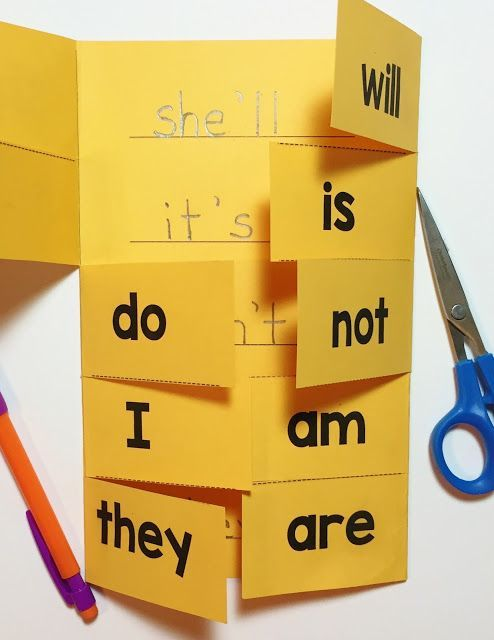 she'll will
it's is
do n't not
I am
they are